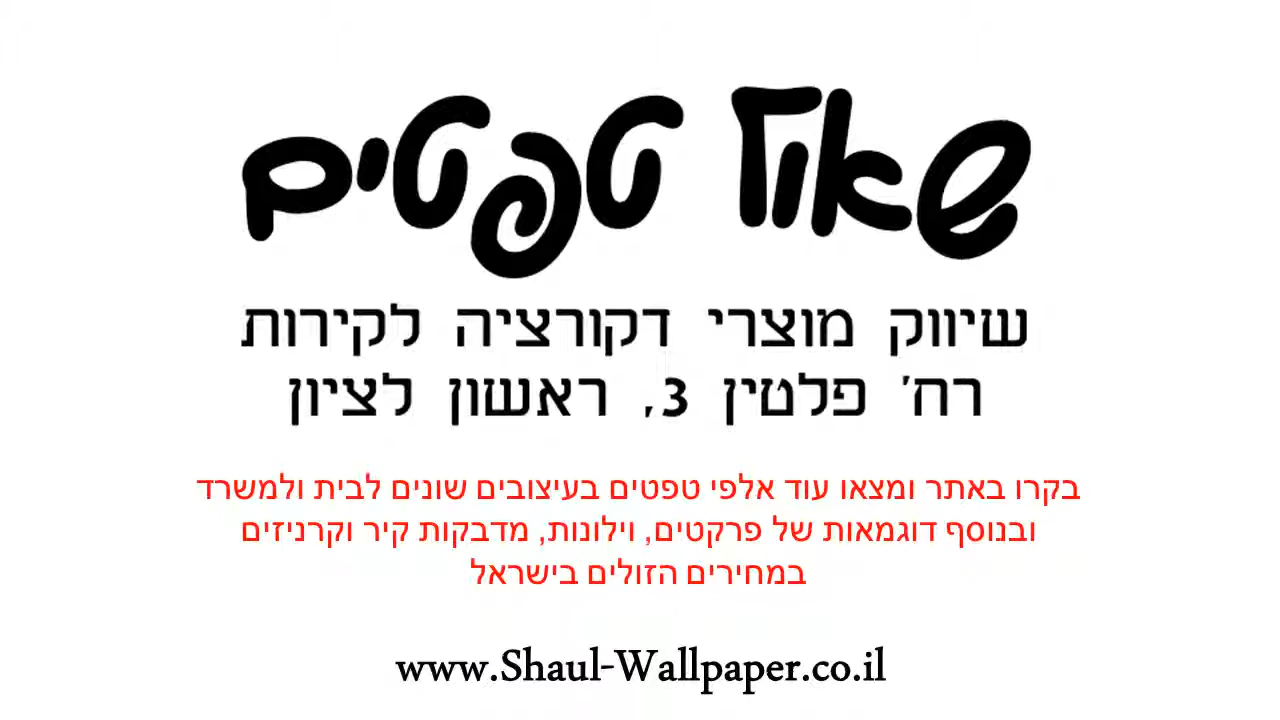 שאול טפטים
שיווק מוצרי דקורציה לקירות
רח' פלטין 3, ראשון לציון
בקרו באתר ומצאו עוד אלפי טפטים בעיצובים שונים לבית ולמשרד
ובנוסף דוגמאות של פרקטים, וילונות, מדבקות קיר וקרניזים
במחירים הזולים בישראל
www.Shaul-Wallpaper.co.il